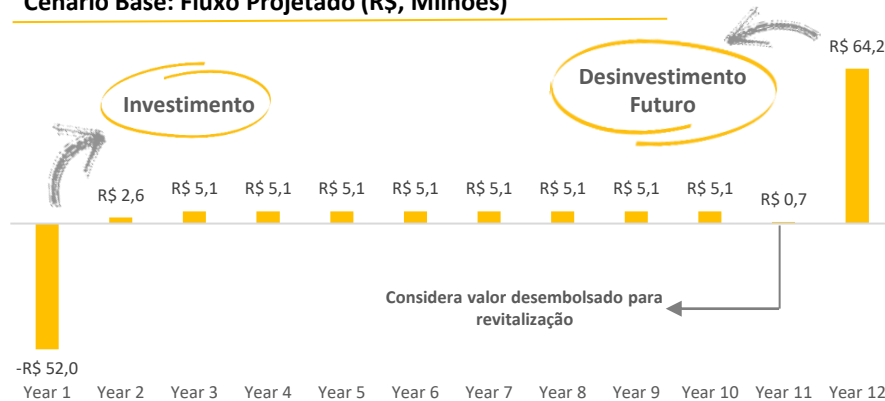 Cenário Base: Fluxo Projetado (R$, Milhões)
R$ 64,2
Desinvestimento
Futuro
Investimento
R$ 2,6
R$ 5,1
R$ 5,1
R$ 5,1
R$ 5,1
R$ 5,1
R$ 5,1
R$ 5,1
R$ 5,1
R$ 0,7
Considera valor desembolsado para
revitalização
-R$ 52,0
Year 1 Year 2 Year 3 Year 4 Year 5 Year 6 Year 7 Year 8 Year 9 Year 10 Year 11 Year 12